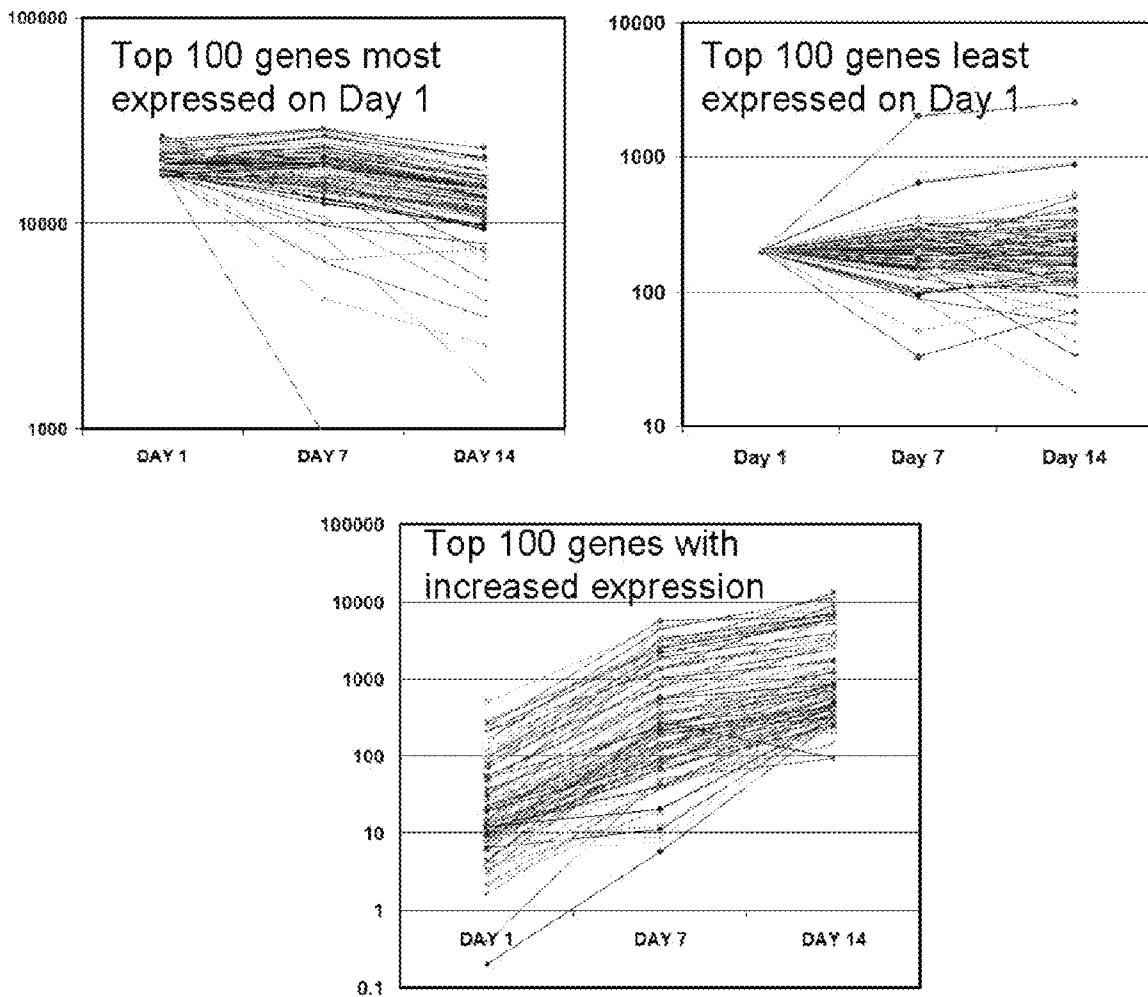 Top 100 genes most
expressed on Day 1
100000
10000
1000
DAY 1 DAY 7 DAY 14
Top 100 genes least
expressed on Day 1
10000
1000
100
10
Day 1 Day 7 Day 14
Top 100 genes with
increased expression
100000
10000
1000
100
10
1
0.1
DAY 1 DAY 7 DAY 14